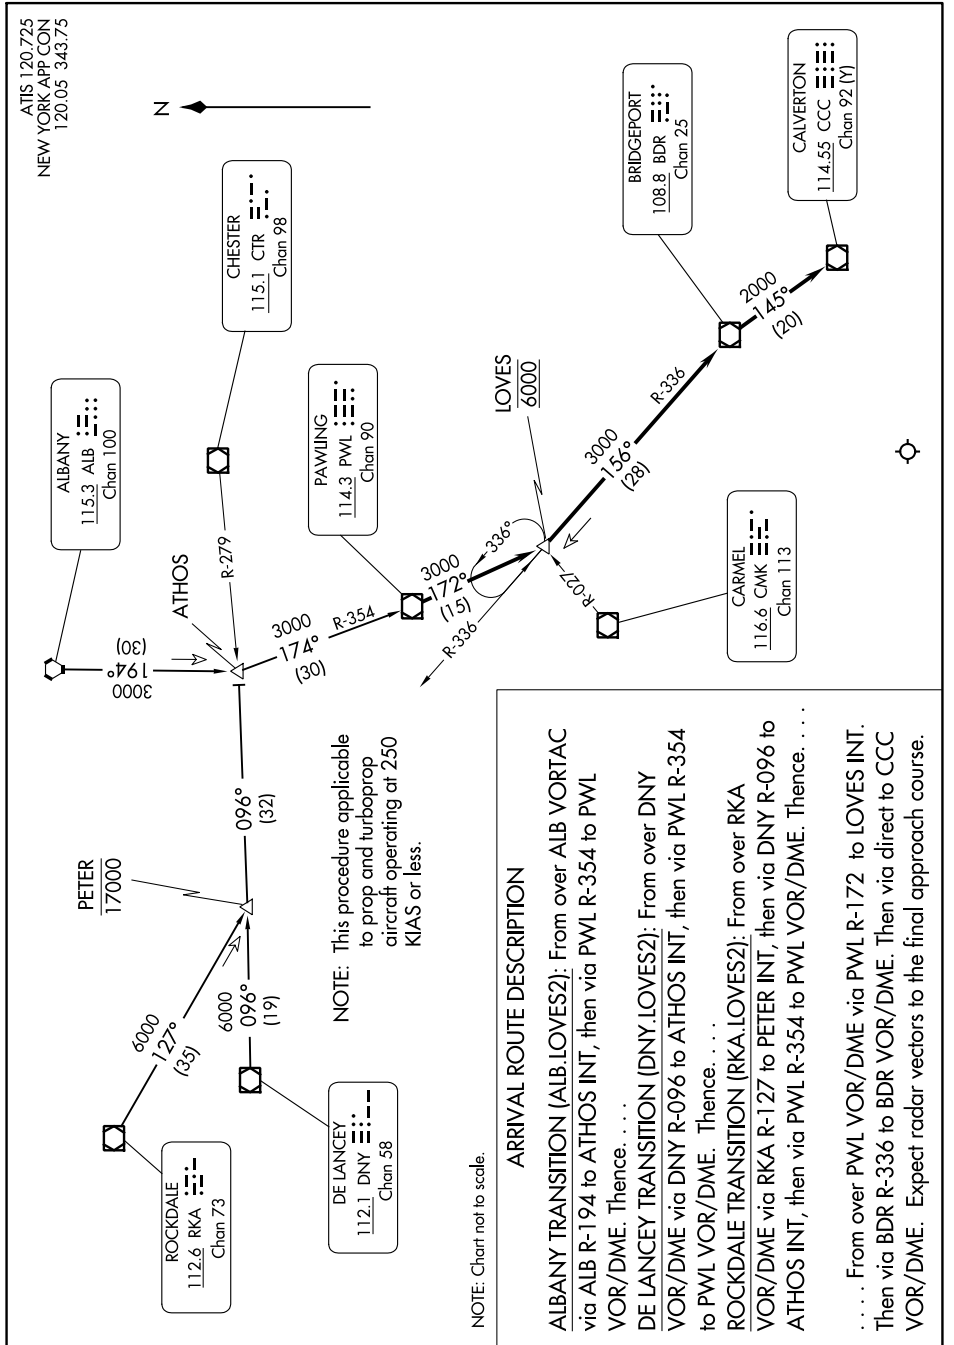 ATIS 120.725
NEW YORK APP CON
120.05 343.75
N
ALBANY
115.3 ALB
Chan 100
CHESTER
115.1 CTR
Chan 98
PAWLING
114.3 PWL
Chan 90
BRIDGEPORT
108.8 BDR
Chan 25
CALVERTON
114.55 CCC
Chan 92 (Y)
CARMEL
116.6 CMK
Chan 113
ROCKDALE
112.6 RKA
Chan 73
DE LANCEY
112.1 DNY
Chan 58
3000
194°
(30)
ATHOS
R-279
PETER
17000
6000
127°
(35)
6000
096°
(19)
096°
(32)
3000
174°
(30)
R-354
3000
172°
(15)
LOVES
6000
336°
R-336
R-027
3000
156°
(28)
R-336
2000
145°
(20)
NOTE: This procedure applicable
to prop and turboprop
aircraft operating at 250
KIAS or less.
NOTE: Chart not to scale.
ARRIVAL ROUTE DESCRIPTION
ALBANY TRANSITION (ALB.LOVES2): From over ALB VORTAC
via ALB R-194 to ATHOS INT, then via PWL R-354 to PWL
VOR/DME. Thence. . . .
DE LANCEY TRANSITION (DNY.LOVES2): From over DNY
VOR/DME via DNY R-096 to ATHOS INT, then via PWL R-354
to PWL VOR/DME. Thence. . . .
ROCKDALE TRANSITION (RKA.LOVES2): From over RKA
VOR/DME via RKA R-127 to PETER INT, then via DNY R-096 to
ATHOS INT, then via PWL R-354 to PWL VOR/DME. Thence. . . .
. . . . From over PWL VOR/DME via PWL R-172 to LOVES INT.
Then via BDR R-336 to BDR VOR/DME. Then via direct to CCC
VOR/DME. Expect radar vectors to the final approach course.